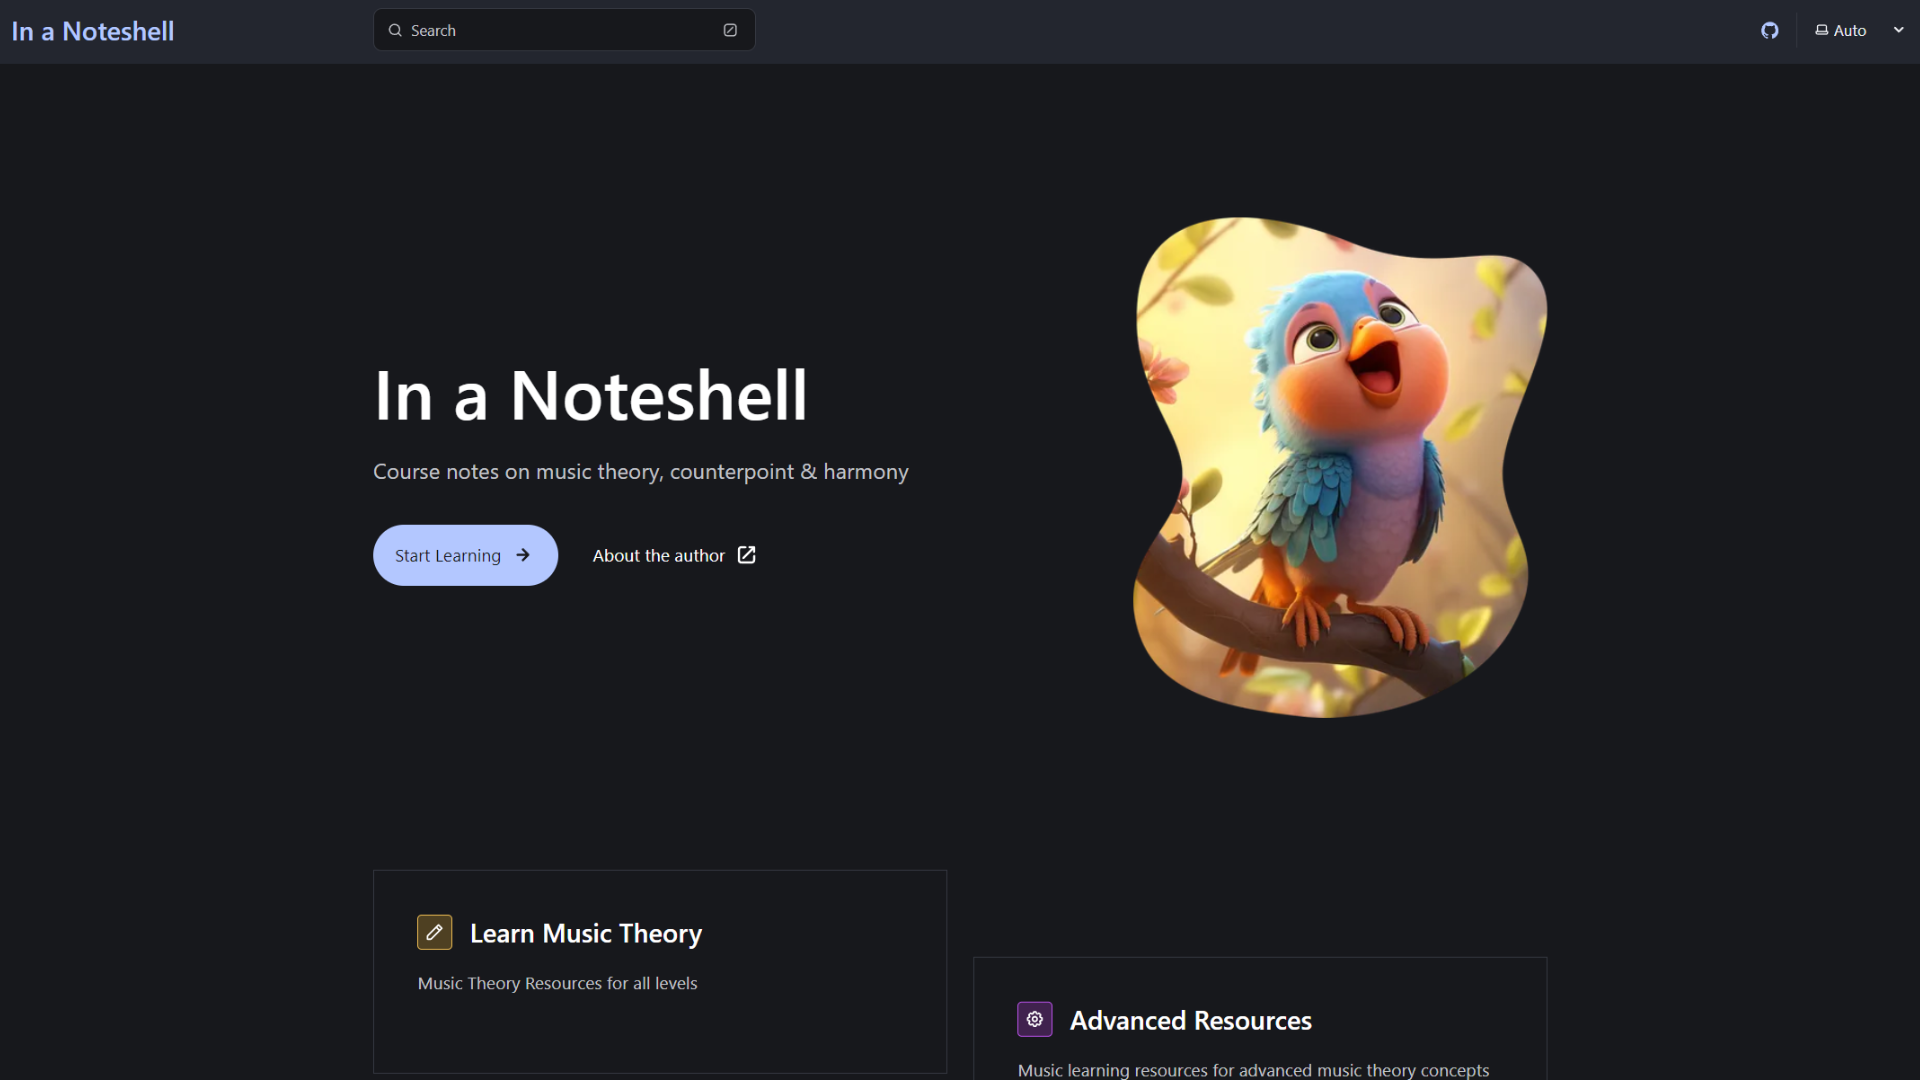 In a Noteshell
Search
Auto
In a Noteshell
Course notes on music theory, counterpoint & harmony
Start Learning
About the author
Learn Music Theory
Music Theory Resources for all levels
Advanced Resources
Music learning resources for advanced music theory concepts